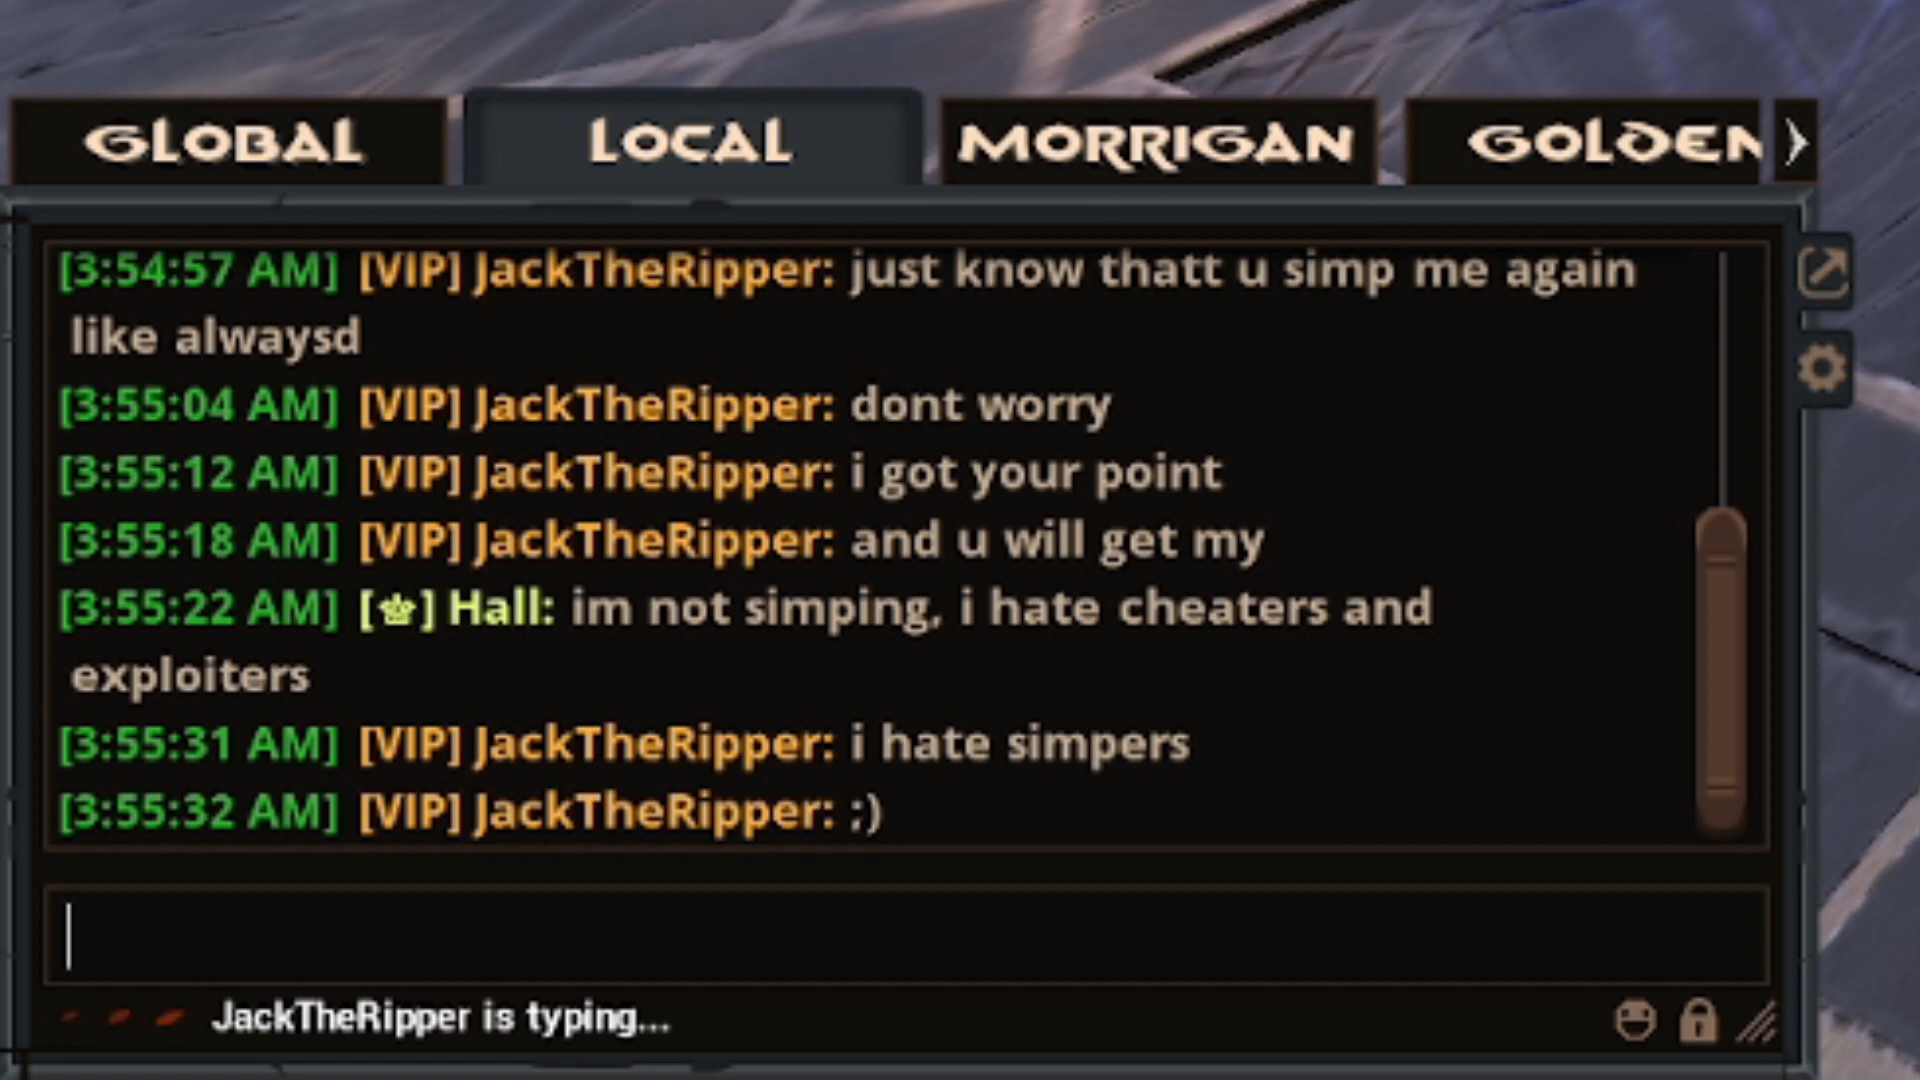 GLOBAL LOCAL MORRIGAN GOLDEN
[3:54:57 AM] [VIP] JackTheRipper: just know thatt u simp me again
like alwaysd
[3:55:04 AM] [VIP] JackTheRipper: dont worry
[3:55:12 AM] [VIP] JackTheRipper: i got your point
[3:55:18 AM] [VIP] JackTheRipper: and u will get my
[3:55:22 AM] [♚] Hall: im not simping, i hate cheaters and
exploiters
[3:55:31 AM] [VIP] JackTheRipper: i hate simpers
[3:55:32 AM] [VIP] JackTheRipper: ;)
JackTheRipper is typing...